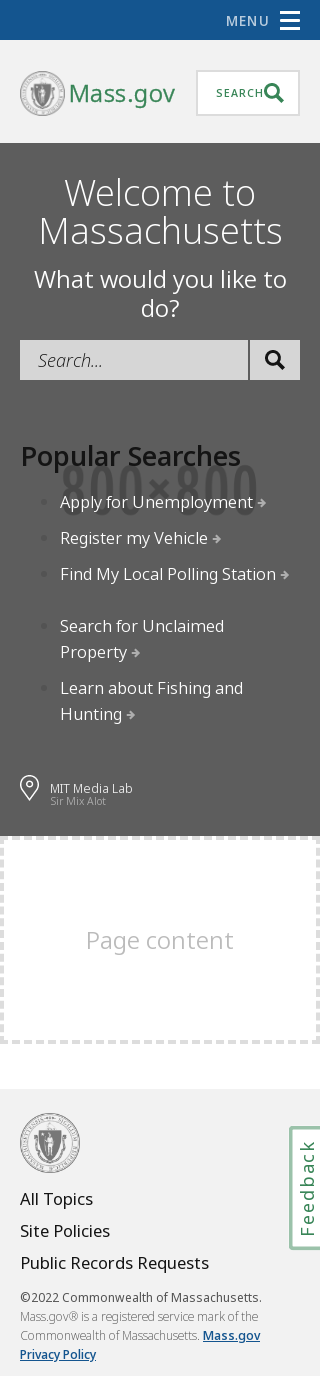 MENU
Mass.gov
SEARCH
Welcome to
Massachusetts
What would you like to
do?
Search...
Popular Searches
800×800
Apply for Unemployment
Register my Vehicle
Find My Local Polling Station
Search for Unclaimed
Property
Learn about Fishing and
Hunting
MIT Media Lab
Sir Mix Alot
Page content
Feedback
All Topics
Site Policies
Public Records Requests
©2022 Commonwealth of Massachusetts.
Mass.gov® is a registered service mark of the
Commonwealth of Massachusetts. Mass.gov
Privacy Policy